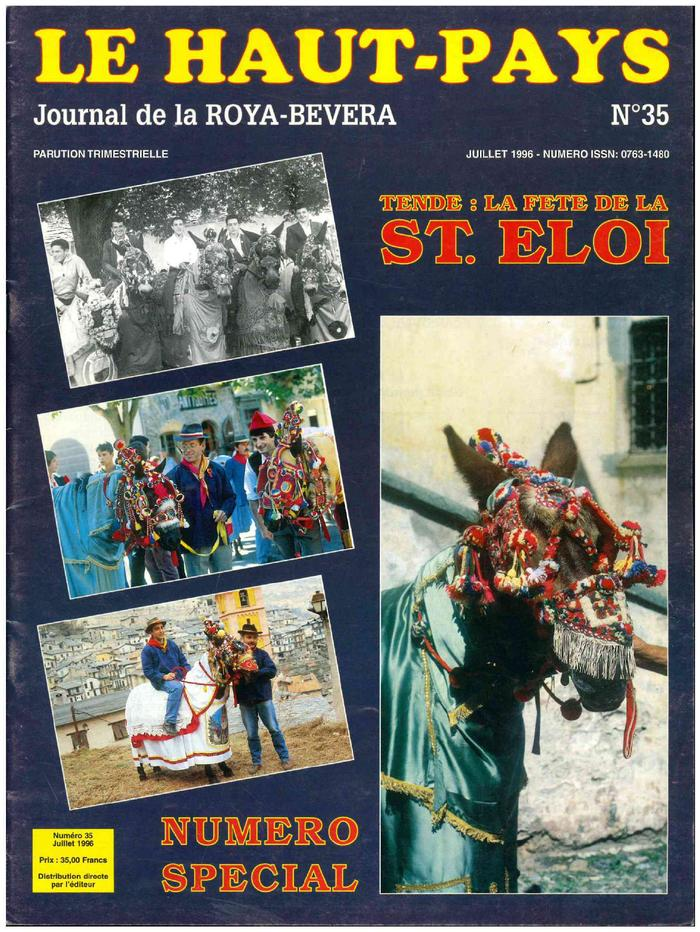 LE HAUT-PAYS
Journal de la ROYA-BEVERA
N°35
PARUTION TRIMESTRIELLE
JUILLET 1996 - NUMERO ISSN: 0763-1480
TENDE : LA FETE DE LA
ST. ELOI
NUMERO
SPECIAL
Numéro 35
Juillet 1996
Prix : 35,00 Francs
Distribution directe
par l'éditeur